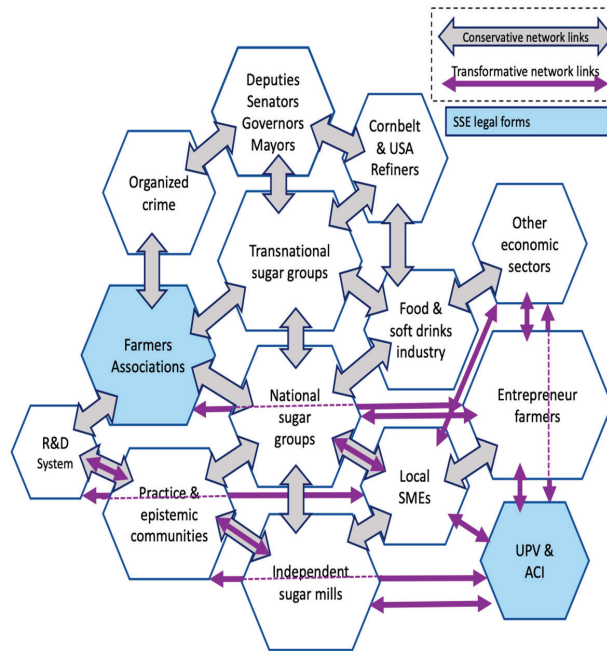 Conservative network links
Transformative network links
SSE legal forms
Deputies
Senators
Governors
Mayors
Cornbelt
& USA
Refiners
Organized
crime
Transnational
sugar groups
Other
economic
sectors
Farmers
Associations
Food &
soft drinks
industry
National
sugar
groups
Entrepreneur
farmers
R&D
System
Practice &
epistemic
communities
Local
SMEs
Independent
sugar mills
UPV &
ACI